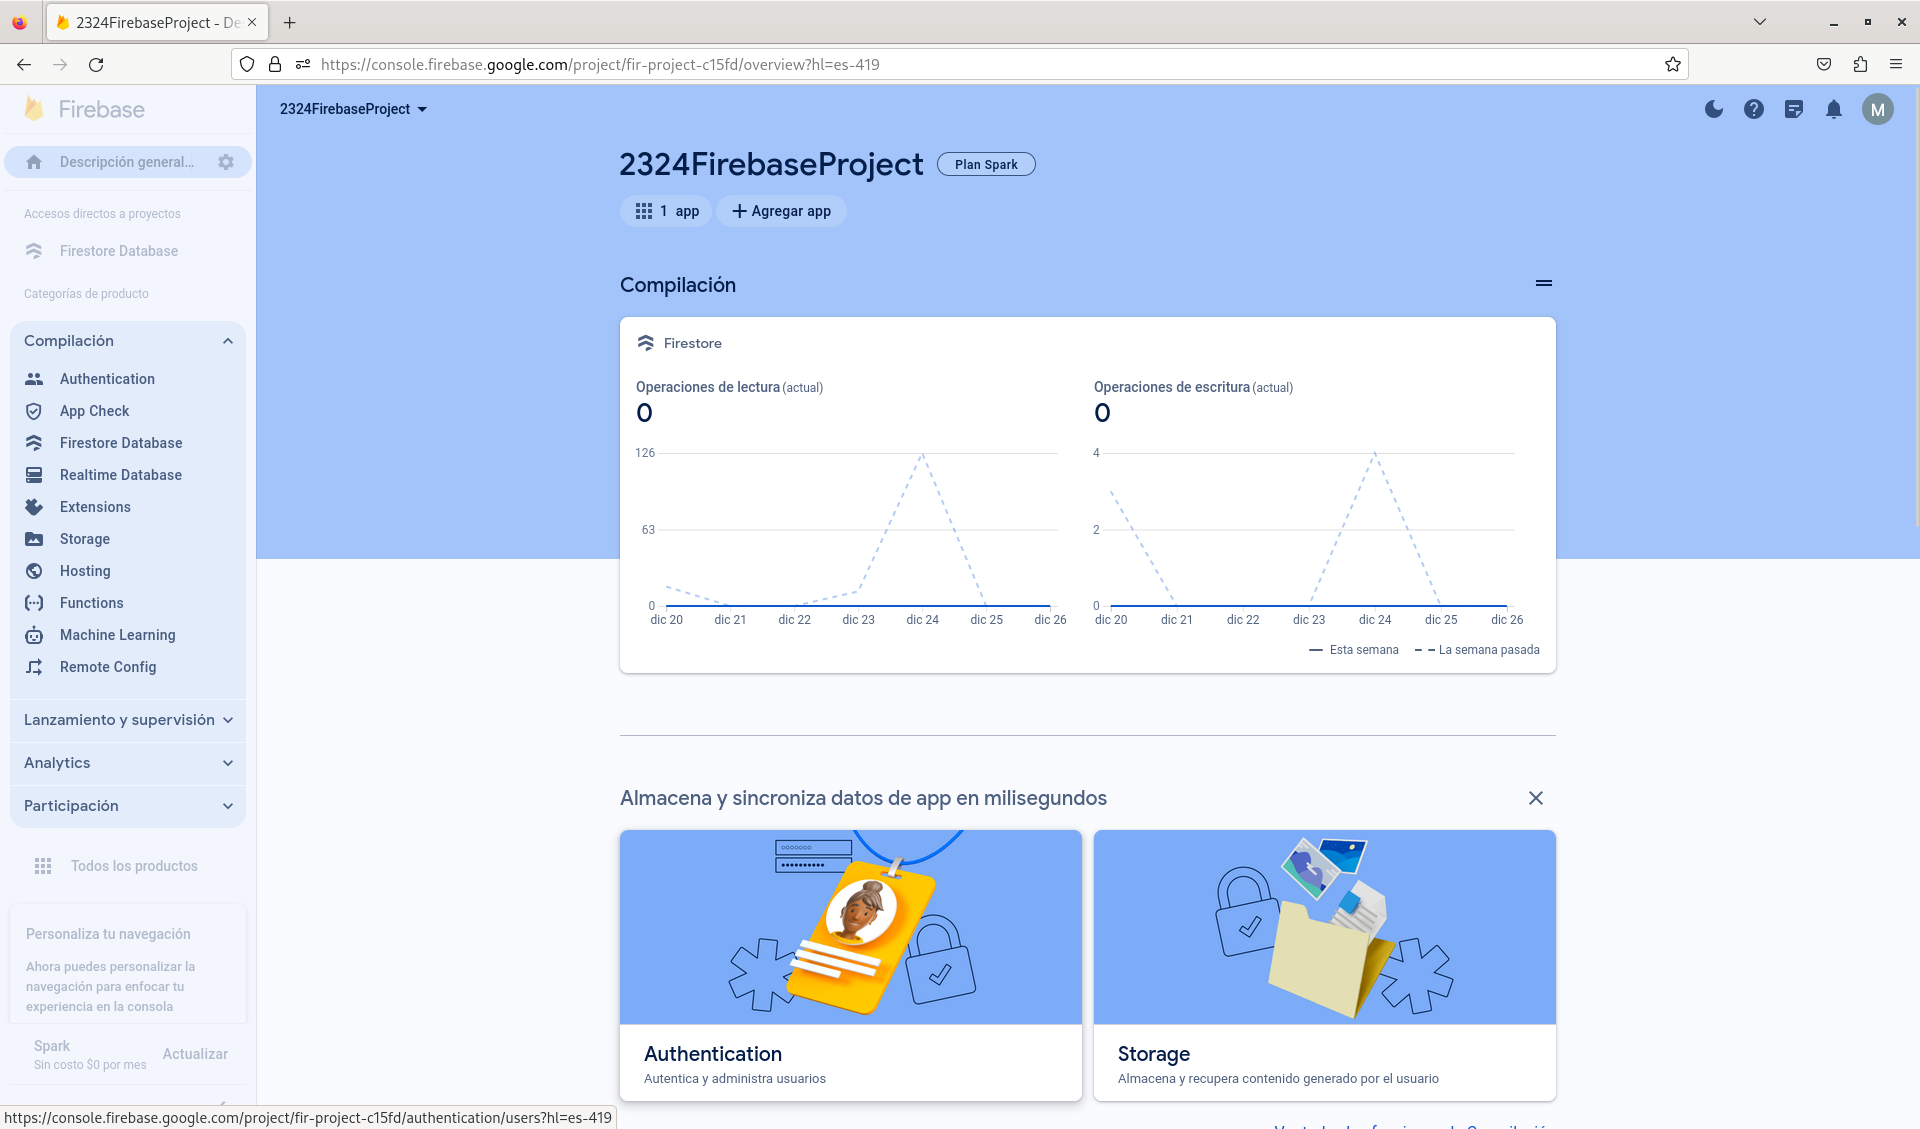 2324FirebaseProject - De
https://console.firebase.google.com/project/fir-project-c15fd/overview?hl=es-419
Firebase
Descripción general...
Accesos directos a proyectos
Firestore Database
Categorías de producto
Compilación
Authentication
App Check
Firestore Database
Realtime Database
Extensions
Storage
Hosting
Functions
Machine Learning
Remote Config
Lanzamiento y supervisión
Analytics
Participación
Todos los productos
Personaliza tu navegación
Ahora puedes personalizar la
navegación para enfocar tu
experiencia en la consola
Spark
Sin costo $0 por mes
Actualizar
2324FirebaseProject
M
2324FirebaseProject
Plan Spark
1 app
Agregar app
Compilación
Firestore
Operaciones de lectura (actual)
0
126
63
0
dic 20 dic 21 dic 22 dic 23 dic 24 dic 25 dic 26
Operaciones de escritura (actual)
0
4
2
0
dic 20 dic 21 dic 22 dic 23 dic 24 dic 25 dic 26
Esta semana La semana pasada
Almacena y sincroniza datos de app en milisegundos
Authentication
Autentica y administra usuarios
Storage
Almacena y recupera contenido generado por el usuario
https://console.firebase.google.com/project/fir-project-c15fd/authentication/users?hl=es-419